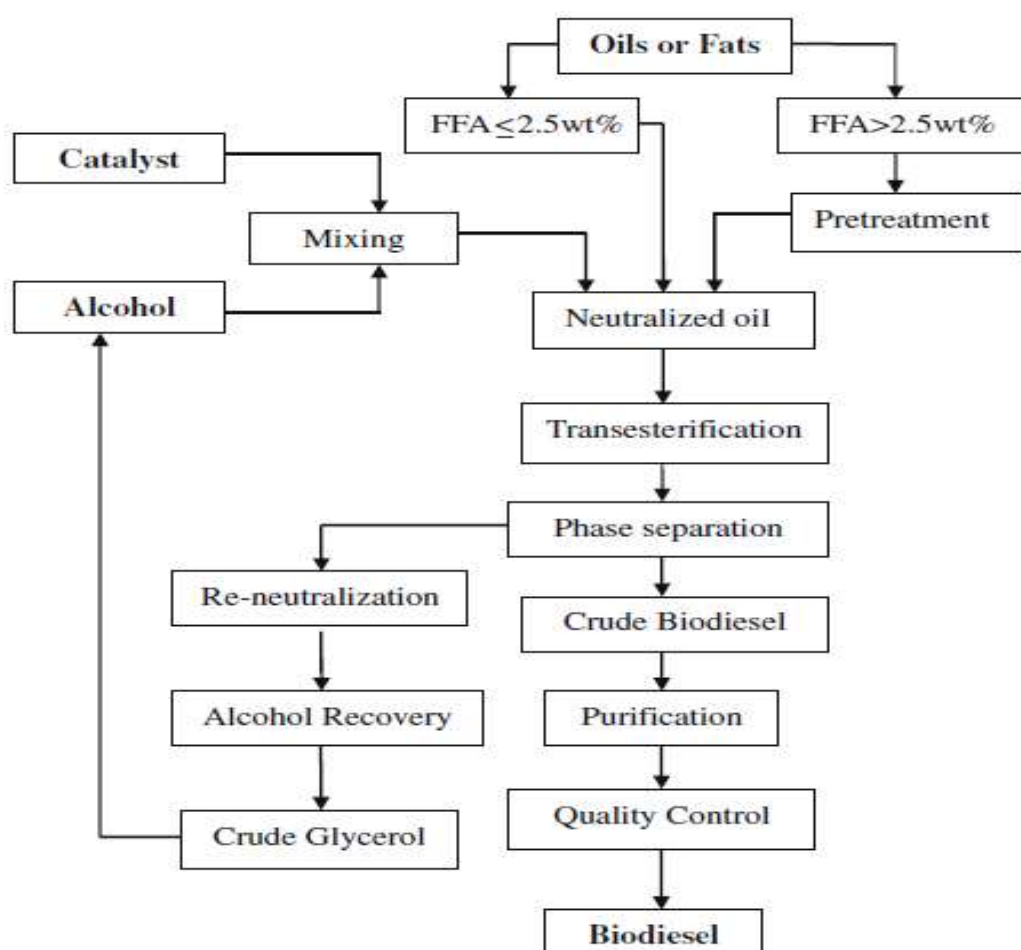 Oils or Fats
FFA≤2.5wt%
FFA>2.5wt%
Catalyst
Pretreatment
Mixing
Alcohol
Neutralized oil
Transesterification
Phase separation
Re-neutralization
Crude Biodiesel
Alcohol Recovery
Purification
Quality Control
Crude Glycerol
Biodiesel